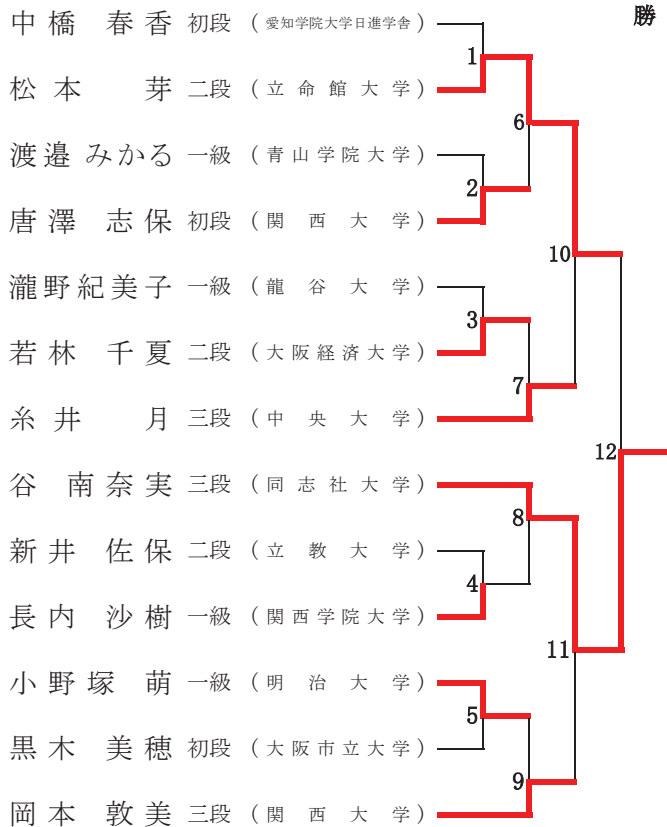 勝
中橋 春香 初段 (愛知学院大学日進学舎)
1
松本 芽 二段 (立命館大学)
6
渡邉 みかる 一級 (青山学院大学)
2
唐澤 志保 初段 (関西大学)
10
瀧野紀美子 一級 (龍谷大学)
3
若林 千夏 二段 (大阪経済大学)
7
糸井 月 三段 (中央大学)
12
谷 南奈実 三段 (同志社大学)
8
新井 佐保 二段 (立教大学)
4
長内 沙樹 一級 (関西学院大学)
11
小野塚 萌 一級 (明治大学)
5
黒木 美穂 初段 (大阪市立大学)
9
岡本 敦美 三段 (関西大学)